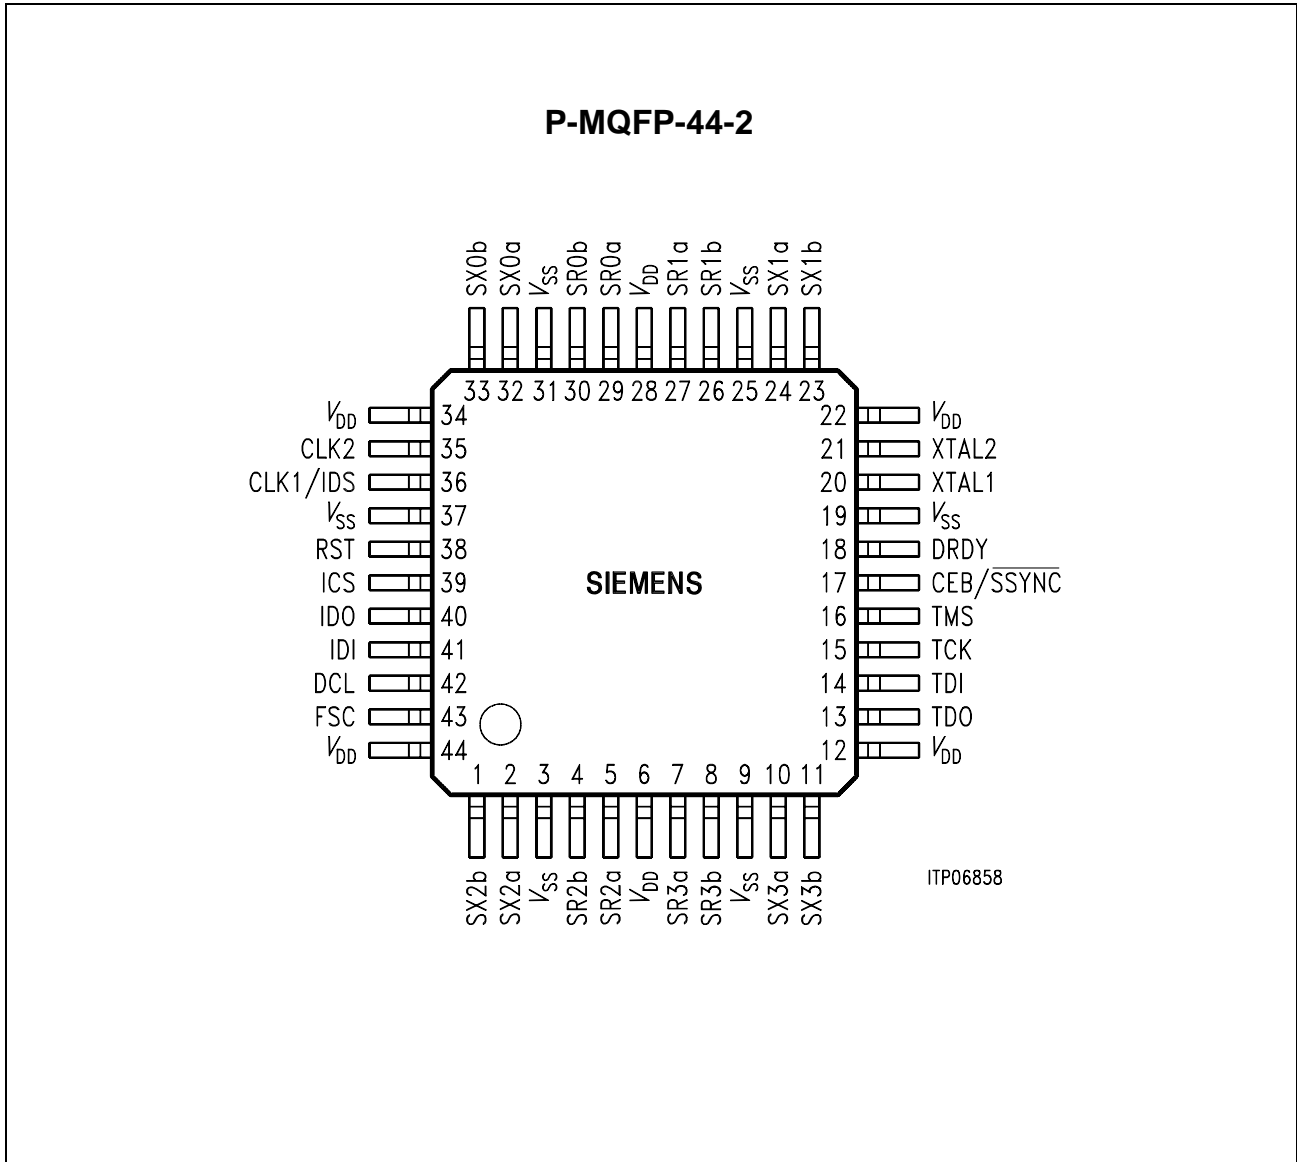 P-MQFP-44-2
SX0b SX0a VSS SR0b SR0a VDD SR1a SR1b VSS SX1a SX1b
33 32 31 30 29 28 27 26 25 24 23
VDD 34 22 VDD
CLK2 35 21 XTAL2
CLK1/IDS 36 20 XTAL1
VSS 37 19 VSS
RST 38 18 DRDY
ICS 39 SIEMENS 17 CEB/SSYNC
IDO 40 16 TMS
IDI 41 15 TCK
DCL 42 14 TDI
FSC 43 13 TDO
VDD 44 12 VDD
1 2 3 4 5 6 7 8 9 10 11
SX2b SX2a VSS SR2b SR2a VDD SR3a SR3b VSS SX3a SX3b
ITP06858